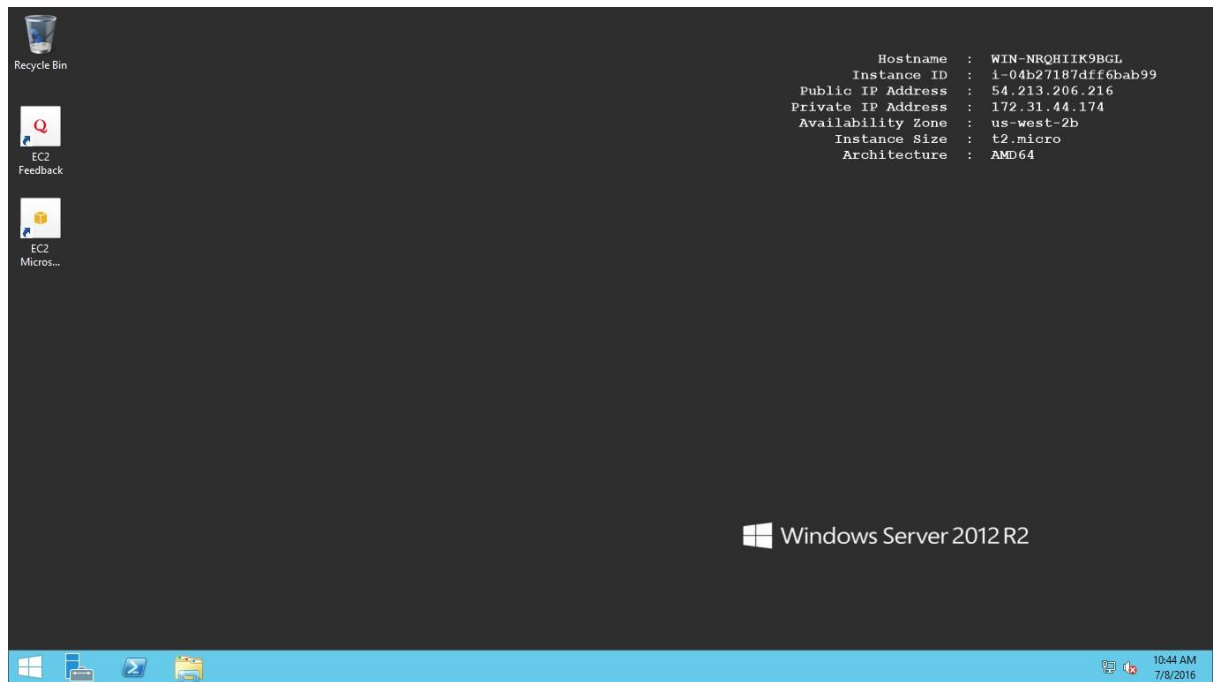 Recycle Bin
Q
EC2
Feedback
EC2
Micros...
Hostname : WIN-NRQHIIK9BGL
Instance ID : i-04b27187dff6bab99
Public IP Address : 54.213.206.216
Private IP Address : 172.31.44.174
Availability Zone : us-west-2b
Instance Size : t2.micro
Architecture : AMD64
Windows Server 2012 R2
10:44 AM
7/8/2016